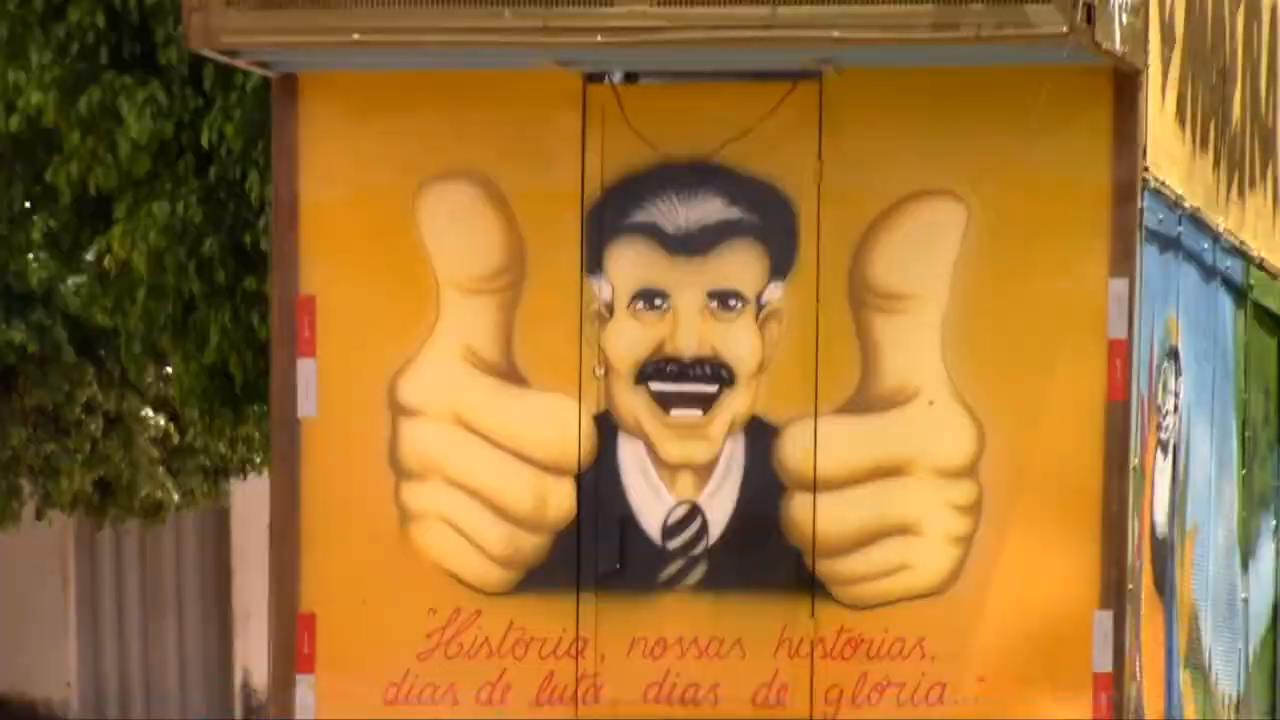 "História, nossas histórias,
dias de luta, dias de glória..."